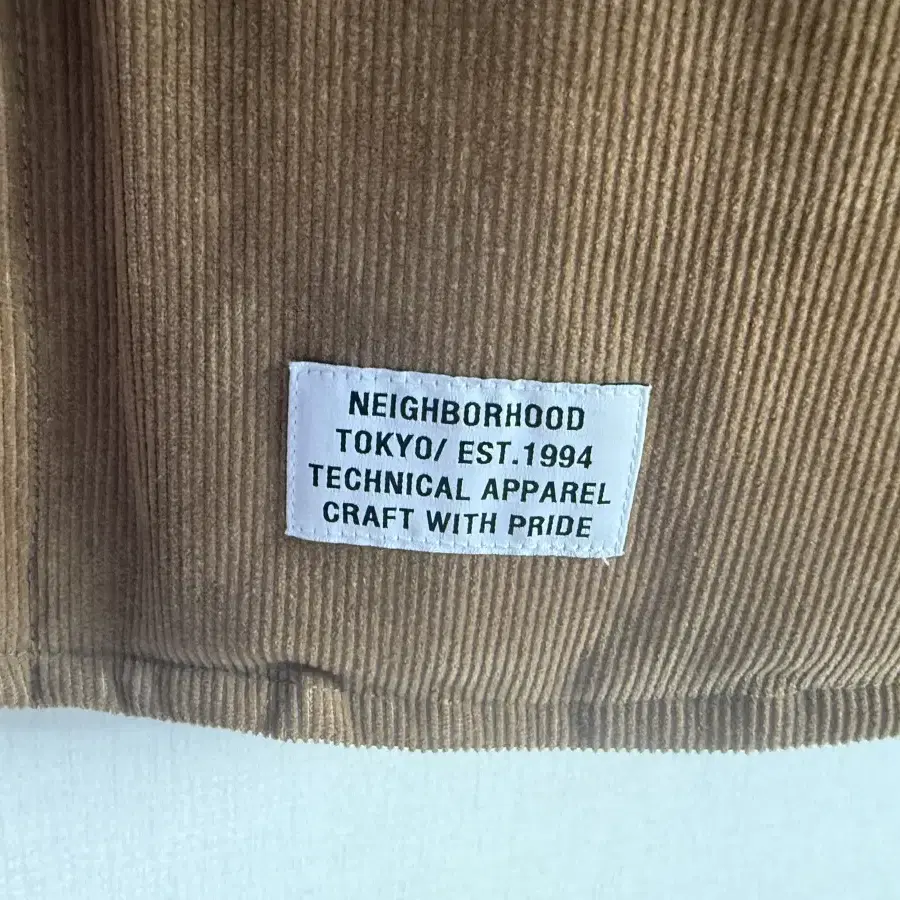 NEIGHBORHOOD
TOKYO/ EST.1994
TECHNICAL APPAREL
CRAFT WITH PRIDE